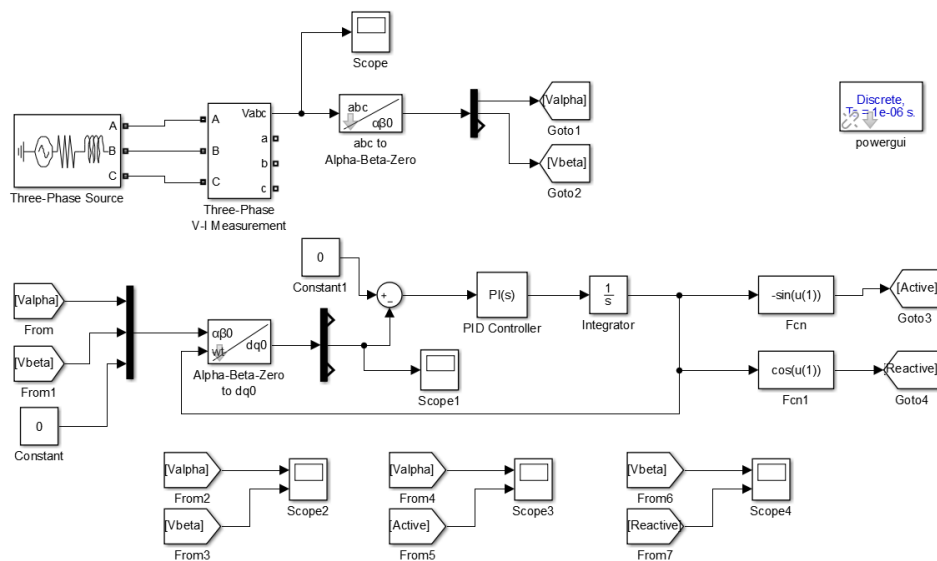 Scope
Vabc
A
B
C
A
B
C
a
b
c
Three-Phase Source
Three-Phase
V-I Measurement
abc
αβ0
abc to
Alpha-Beta-Zero
[Valpha]
Goto1
[Vbeta]
Goto2
Discrete,
Ts = 1e-06 s.
powergui
[Valpha]
From
[Vbeta]
From1
0
Constant
αβ0
wt
dq0
Alpha-Beta-Zero
to dq0
0
Constant1
+
−
Scope1
PI(s)
PID Controller
1
s
Integrator
-sin(u(1))
Fcn
[Active]
Goto3
cos(u(1))
Fcn1
[Reactive]
Goto4
[Valpha]
From2
[Vbeta]
From3
Scope2
[Valpha]
From4
[Active]
From5
Scope3
[Vbeta]
From6
[Reactive]
From7
Scope4